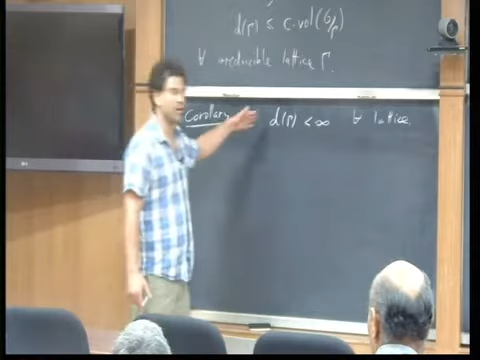 d(Γ) ≤ c·vol(G/Γ)
∀ irreducible lattice Γ.
Corollary d(Γ) < ∞ ∀ lattice.